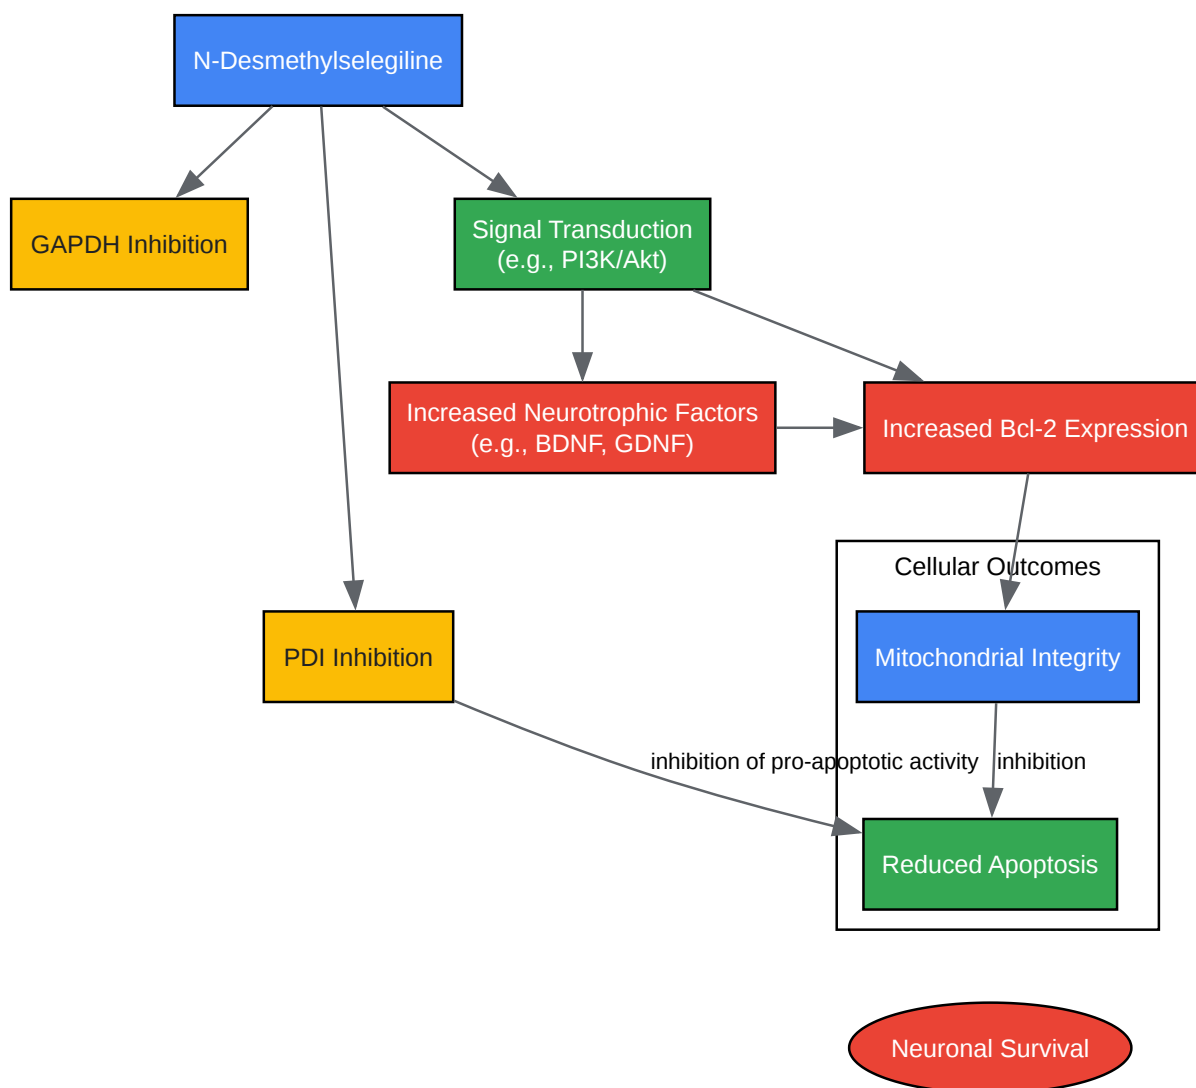 N-Desmethylselegiline
GAPDH Inhibition
Signal Transduction
(e.g., PI3K/Akt)
Increased Neurotrophic Factors
(e.g., BDNF, GDNF)
Increased Bcl-2 Expression
Cellular Outcomes
PDI Inhibition
Mitochondrial Integrity
inhibition of pro-apoptotic activity
inhibition
Reduced Apoptosis
Neuronal Survival